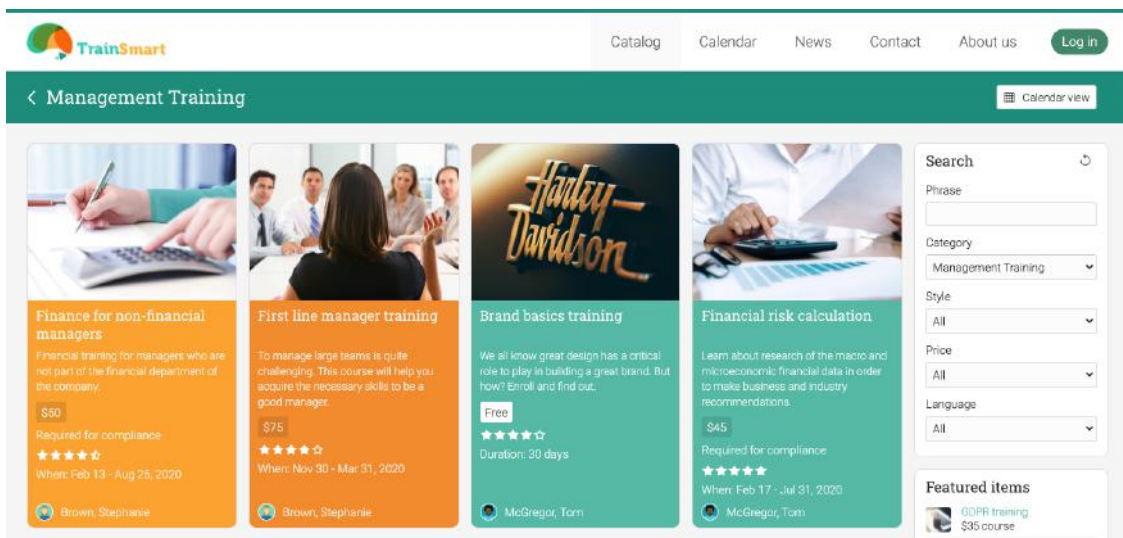 TrainSmart
Catalog
Calendar
News
Contact
About us
Log in
Management Training
Calendar view
Harley-
Davidson
Finance for non-financial
managers
Financial training for managers who are
not part of the financial department of
the company.
$50
Required for compliance
When: Feb 13 - Aug 25, 2020
Brown, Stephanie
First line manager training
To manage large teams is quite
challenging. This course will help you
acquire the necessary skills to be a
good manager.
$75
When: Nov 30 - Mar 31, 2020
Brown, Stephanie
Brand basics training
We all know great design has a critical
role to play in building a great brand. But
how? Enroll and find out.
Free
Duration: 30 days
McGregor, Tom
Financial risk calculation
Learn about research of the macro and
microeconomic financial data in order
to make business and industry
recommendations.
$45
Required for compliance
When: Feb 17 - Jul 31, 2020
McGregor, Tom
Search
Phrase
Category
Management Training
Style
All
Price
All
Language
All
Featured items
GDPR training
$35 course